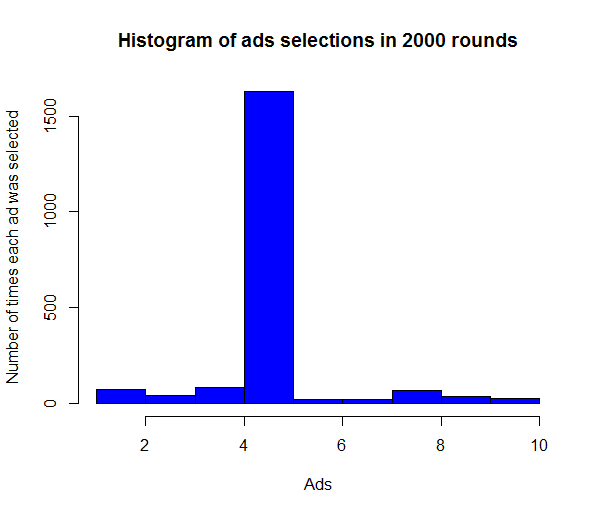 Histogram of ads selections in 2000 rounds
Number of times each ad was selected
1500
1000
500
0
2 4 6 8 10
Ads